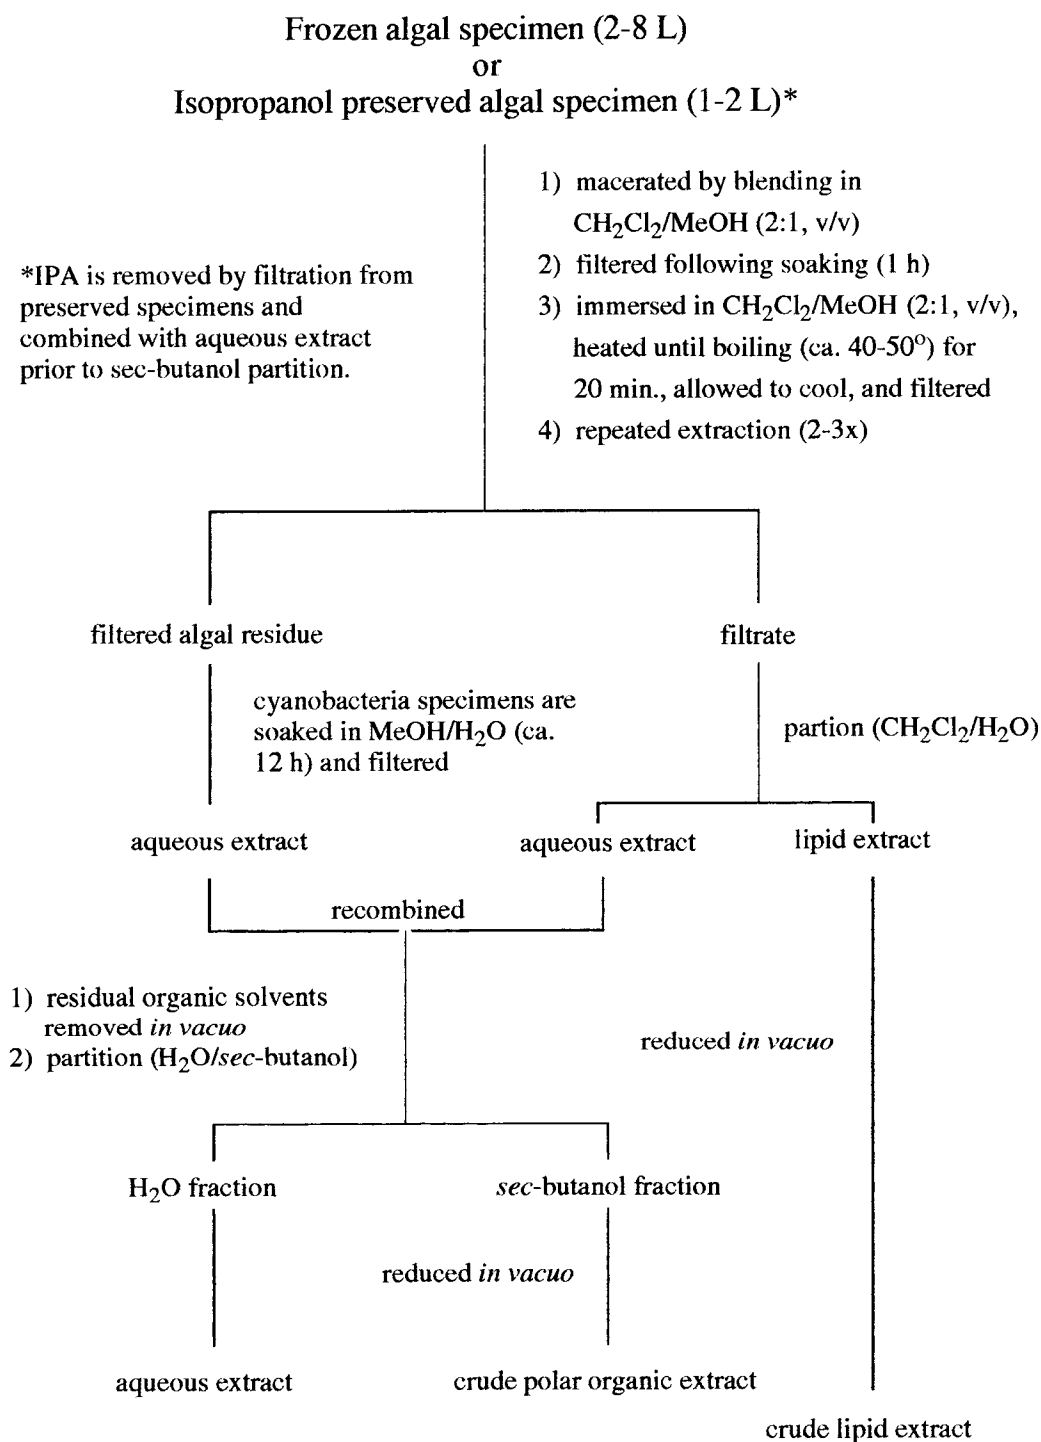 Frozen algal specimen (2-8 L)
or
Isopropanol preserved algal specimen (1-2 L)*
1) macerated by blending in
CH₂Cl₂/MeOH (2:1, v/v)
2) filtered following soaking (1 h)
3) immersed in CH₂Cl₂/MeOH (2:1, v/v),
heated until boiling (ca. 40-50°) for
20 min., allowed to cool, and filtered
4) repeated extraction (2-3x)
*IPA is removed by filtration from
preserved specimens and
combined with aqueous extract
prior to sec-butanol partition.
filtered algal residue
filtrate
cyanobacteria specimens are
soaked in MeOH/H₂O (ca.
12 h) and filtered
partion (CH₂Cl₂/H₂O)
aqueous extract
aqueous extract
lipid extract
recombined
1) residual organic solvents
removed in vacuo
2) partition (H₂O/sec-butanol)
reduced in vacuo
H₂O fraction
sec-butanol fraction
reduced in vacuo
aqueous extract
crude polar organic extract
crude lipid extract